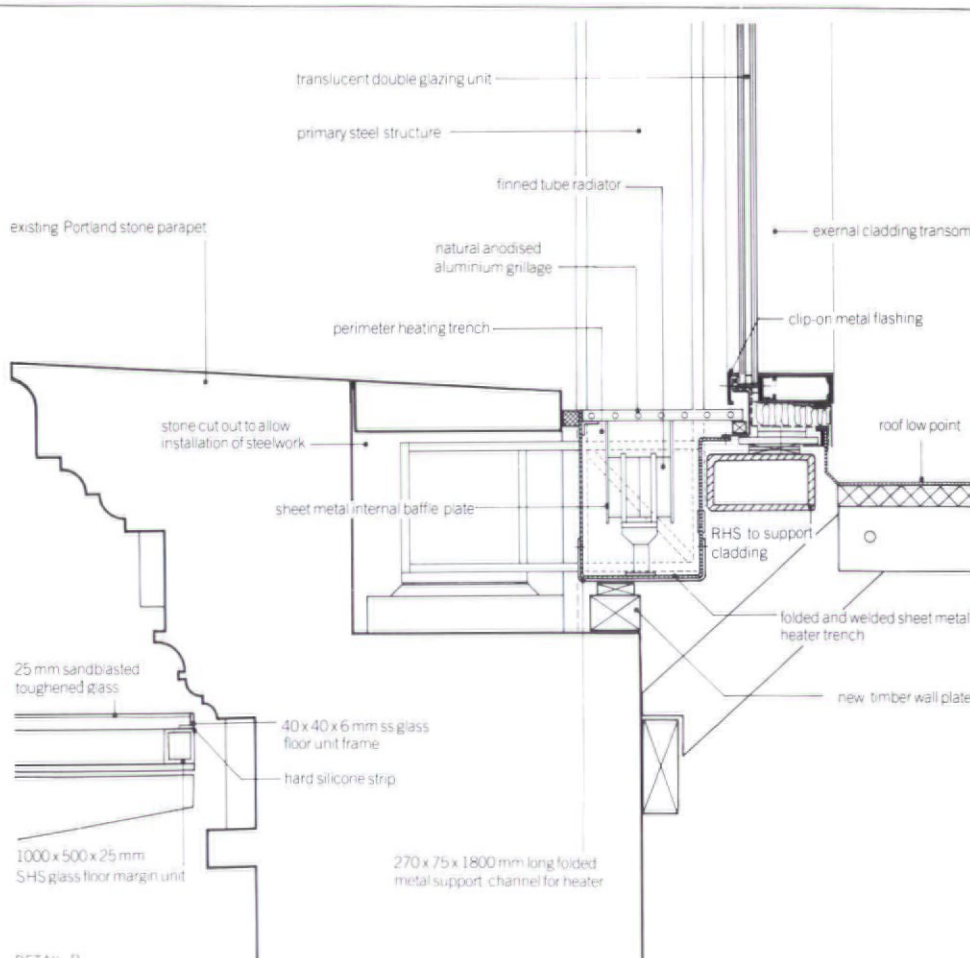 translucent double glazing unit
primary steel structure
finned tube radiator
existing Portland stone parapet
exernal cladding transom
natural anodised
aluminium grillage
clip-on metal flashing
perimeter heating trench
stone cut out to allow
installation of steelwork
roof low point
sheet metal internal baffle plate
RHS to support
cladding
folded and welded sheet metal
heater trench
25 mm sandblasted
toughened glass
new timber wall plate
40 x 40 x 6 mm ss glass
floor unit frame
hard silicone strip
1000 x 500 x 25 mm
SHS glass floor margin unit
270 x 75 x 1800 mm long folded
metal support channel for heater